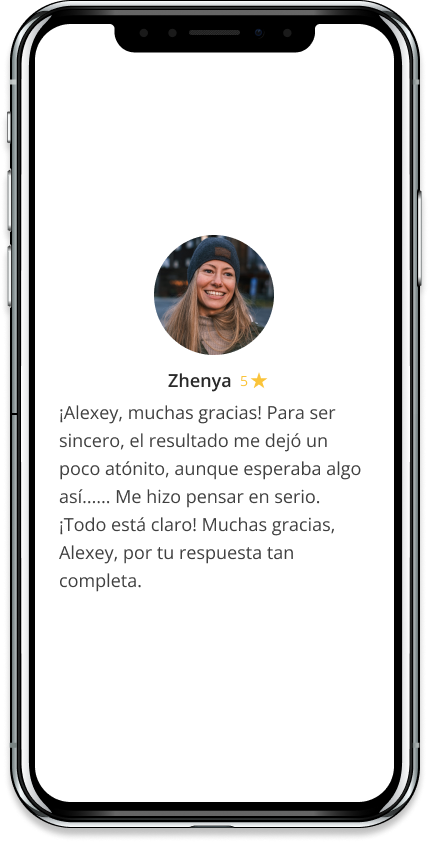 Zhenya 5★
¡Alexey, muchas gracias! Para ser
sincero, el resultado me dejó un
poco atónito, aunque esperaba algo
así...... Me hizo pensar en serio.
¡Todo está claro! Muchas gracias,
Alexey, por tu respuesta tan
completa.